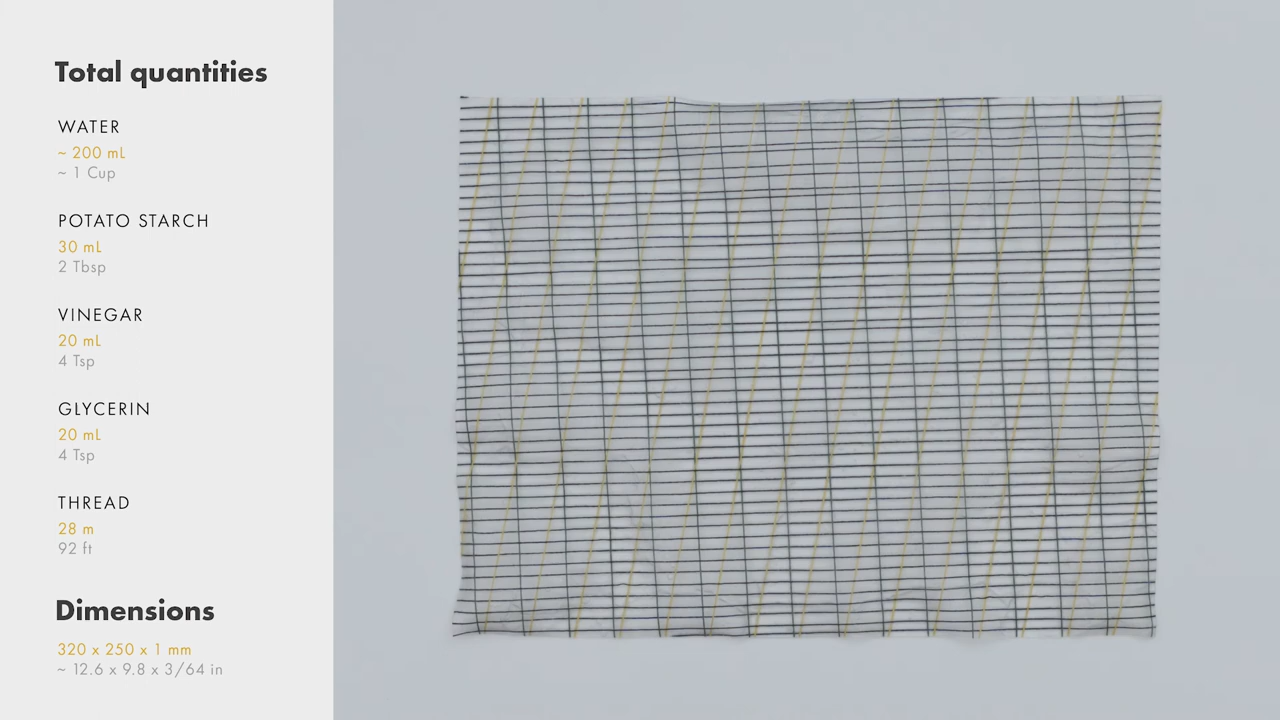 Total quantities
WATER
~ 200 mL
~ 1 Cup
POTATO STARCH
30 mL
2 Tbsp
VINEGAR
20 mL
4 Tsp
GLYCERIN
20 mL
4 Tsp
THREAD
28 m
92 ft
Dimensions
320 x 250 x 1 mm
~ 12.6 x 9.8 x 3/64 in